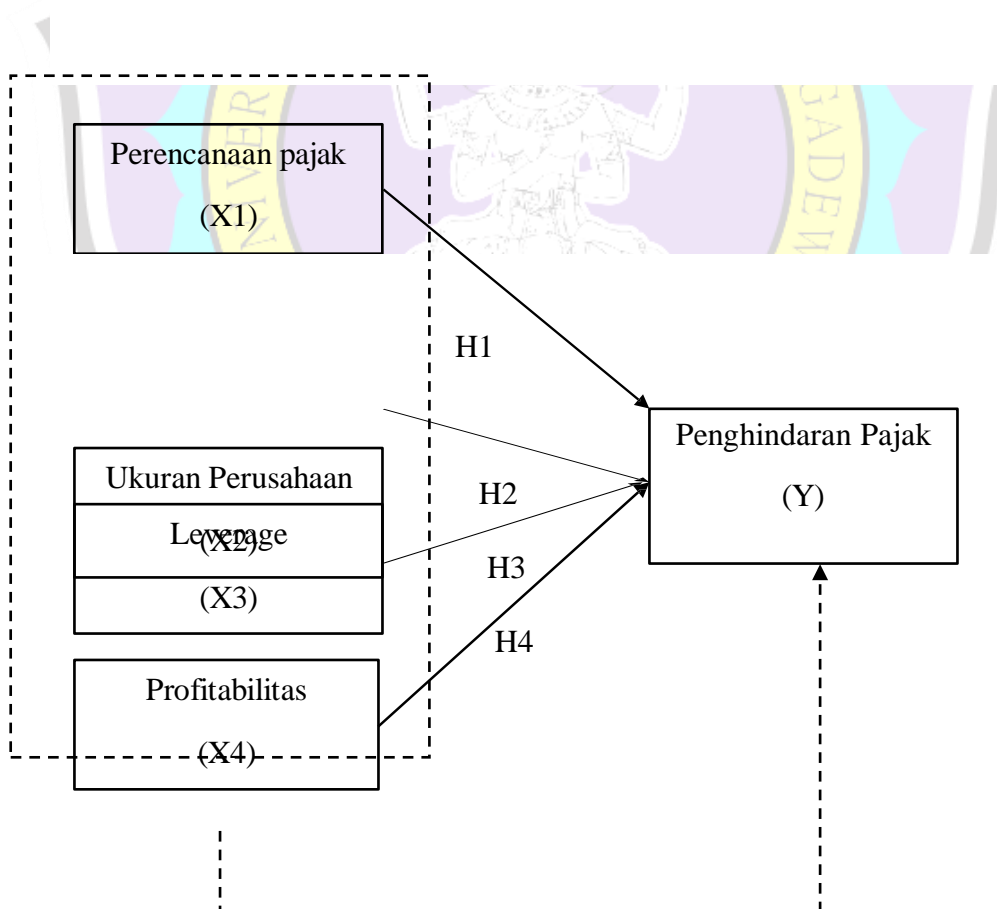 Perencanaan pajak
(X1)
H1
Penghindaran Pajak
(Y)
Ukuran Perusahaan
(X2)
H2
Leverage
(X3)
H3
H4
Profitabilitas
(X4)